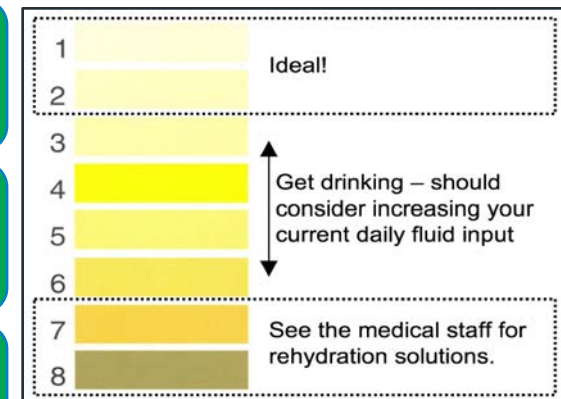 1
2
Ideal!
3
4
5
6
Get drinking – should
consider increasing your
current daily fluid input
7
8
See the medical staff for
rehydration solutions.